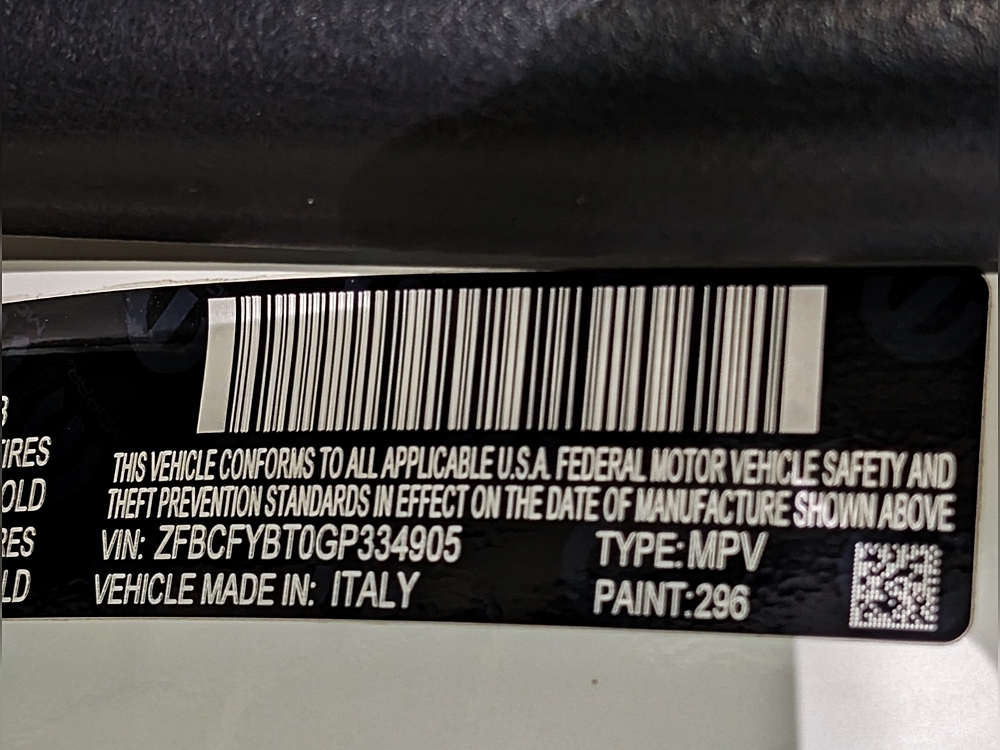 THIS VEHICLE CONFORMS TO ALL APPLICABLE U.S.A. FEDERAL MOTOR VEHICLE SAFETY AND
THEFT PREVENTION STANDARDS IN EFFECT ON THE DATE OF MANUFACTURE SHOWN ABOVE
VIN: ZFBCFYBT0GP334905 TYPE: MPV
VEHICLE MADE IN: ITALY PAINT: 296